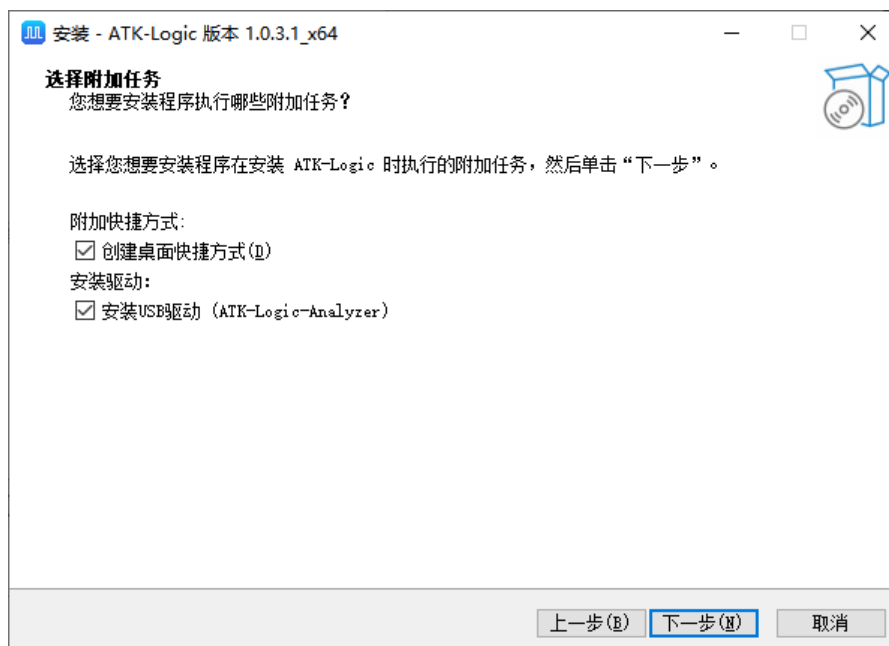 安装 - ATK-Logic 版本 1.0.3.1_x64
选择附加任务
您想要安装程序执行哪些附加任务？
选择您想要安装程序在安装 ATK-Logic 时执行的附加任务，然后单击“下一步”。
附加快捷方式:
创建桌面快捷方式(D)
安装驱动：
安装USB驱动 (ATK-Logic-Analyzer)
上一步(B) 下一步(N) 取消